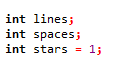 int lines;
int spaces;
int stars = 1;